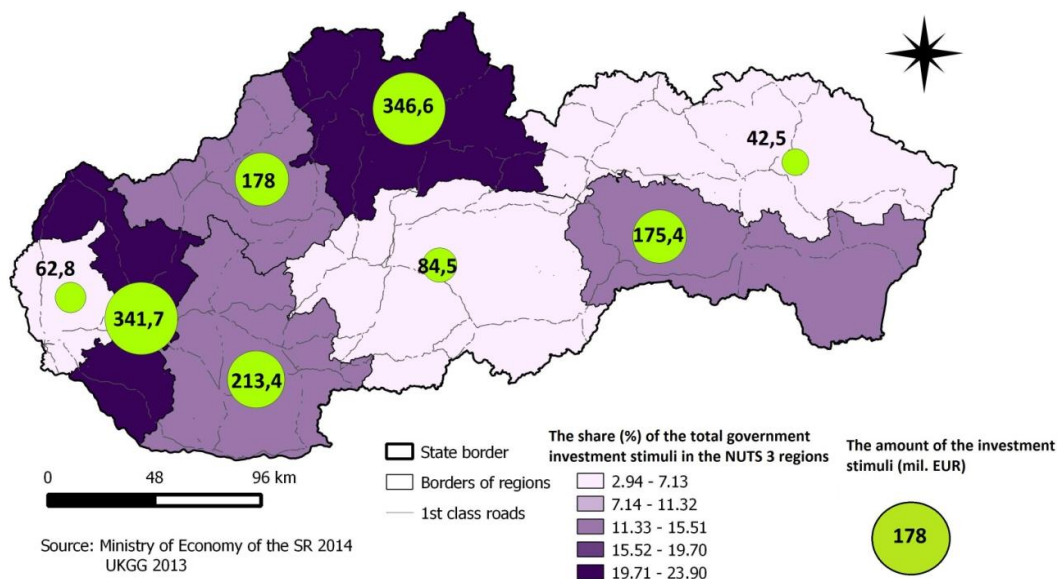 346,6
42,5
178
175,4
62,8
84,5
341,7
213,4
State border
Borders of regions
1st class roads
The share (%) of the total government
investment stimuli in the NUTS 3 regions
2.94 - 7.13
7.14 - 11.32
11.33 - 15.51
15.52 - 19.70
19.71 - 23.90
The amount of the investment
stimuli (mil. EUR)
178
0 48 96 km
Source: Ministry of Economy of the SR 2014
UKGG 2013